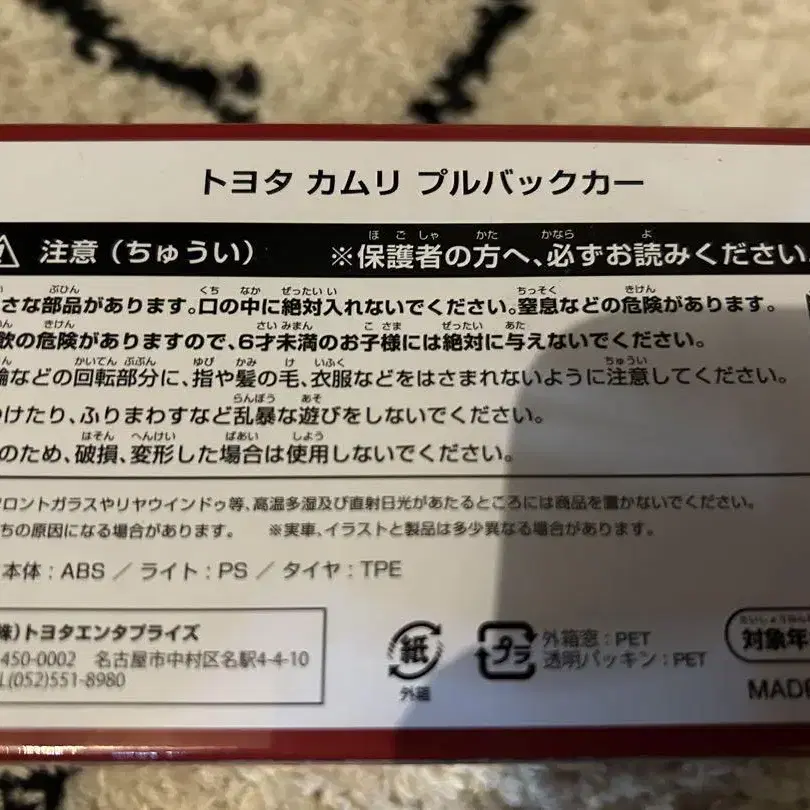 トヨタ カムリ プルバックカー
注意（ちゅうい） ※保護者の方へ、必ずお読みください
さな部品があります。口の中に絶対入れないでください。窒息などの危険があります。
飲の危険がありますので、6才未満のお子様には絶対に与えないでください。
などの回転部分に、指や髪の毛、衣服などをはさまれないように注意してください。
つけたり、ふりまわすなど乱暴な遊びをしないでください。
のため、破損、変形した場合は使用しないでください。
フロントガラスやリヤウインドゥ等、高温多湿及び直射日光があたるところには商品を置かないでください。
ちの原因になる場合があります。 ※実車、イラストと製品は多少異なる場合があります。
本体：ABS ／ ライト：PS ／ タイヤ：TPE
株）トヨタエンタプライズ
450-0002 名古屋市中村区名駅4-4-10
L(052)551-8980
紙
外箱
プラ
外箱窓：PET
透明パッキン：PET
対象年
MADE